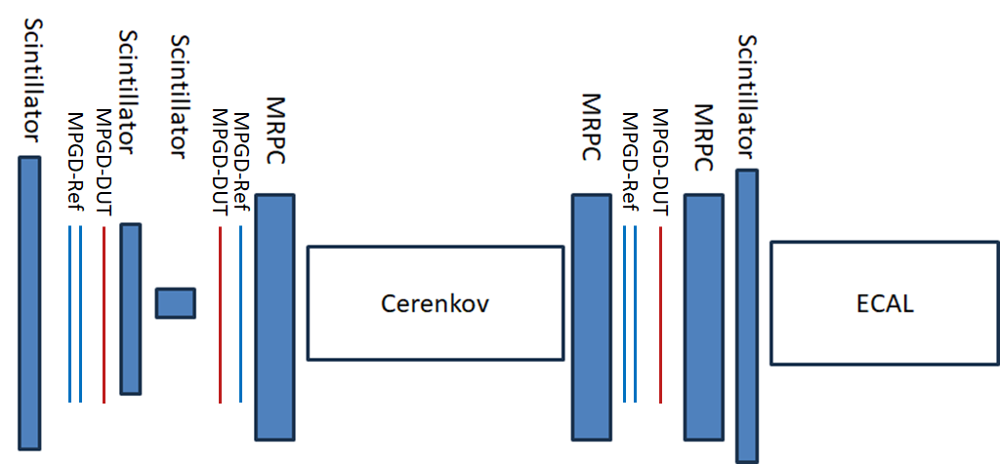 Scintillator
MPGD-Ref
MPGD-DUT
Scintillator
Scintillator
MPGD-DUT
MPGD-Ref
MRPC
Cerenkov
MRPC
MPGD-Ref
MPGD-DUT
MRPC
Scintillator
ECAL